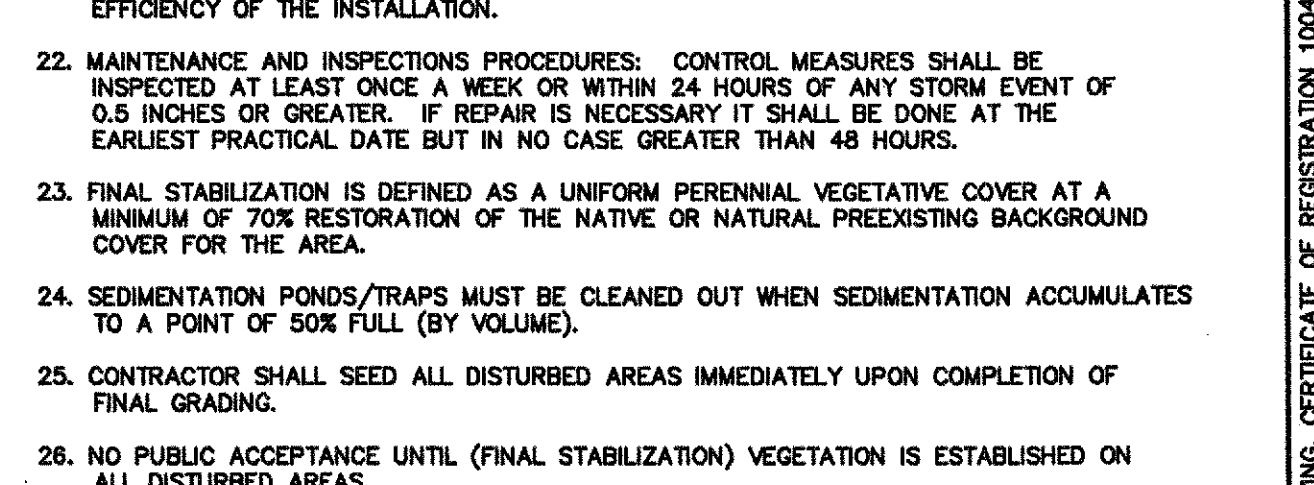 EFFICIENCY OF THE INSTALLATION.
22. MAINTENANCE AND INSPECTIONS PROCEDURES: CONTROL MEASURES SHALL BE
INSPECTED AT LEAST ONCE A WEEK OR WITHIN 24 HOURS OF ANY STORM EVENT OF
0.5 INCHES OR GREATER. IF REPAIR IS NECESSARY IT SHALL BE DONE AT THE
EARLIEST PRACTICAL DATE BUT IN NO CASE GREATER THAN 48 HOURS.
23. FINAL STABILIZATION IS DEFINED AS A UNIFORM PERENNIAL VEGETATIVE COVER AT A
MINIMUM OF 70% RESTORATION OF THE NATIVE OR NATURAL PREEXISTING BACKGROUND
COVER FOR THE AREA.
24. SEDIMENTATION PONDS/TRAPS MUST BE CLEANED OUT WHEN SEDIMENTATION ACCUMULATES
TO A POINT OF 50% FULL (BY VOLUME).
25. CONTRACTOR SHALL SEED ALL DISTURBED AREAS IMMEDIATELY UPON COMPLETION OF
FINAL GRADING.
26. NO PUBLIC ACCEPTANCE UNTIL (FINAL STABILIZATION) VEGETATION IS ESTABLISHED ON
ALL DISTURBED AREAS
CERTIFICATE OF REGISTRATION 1004